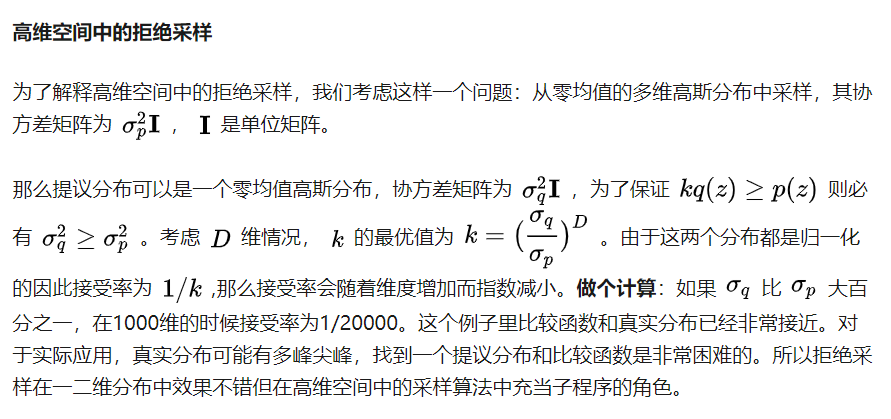 高维空间中的拒绝采样
为了解释高维空间中的拒绝采样，我们考虑这样一个问题：从零均值的多维高斯分布中采样，其协
方差矩阵为 $\sigma_p^2\mathbf{I}$ ， $\mathbf{I}$ 是单位矩阵。
那么提议分布可以是一个零均值高斯分布，协方差矩阵为 $\sigma_q^2\mathbf{I}$ ，为了保证 $kq(z) \geq p(z)$ 则必
有 $\sigma_q^2 \geq \sigma_p^2$ 。考虑 $D$ 维情况， $k$ 的最优值为 $k = (\frac{\sigma_q}{\sigma_p})^D$ 。由于这两个分布都是归一化
的因此接受率为 $1/k$ ,那么接受率会随着维度增加而指数减小。做个计算：如果 $\sigma_q$ 比 $\sigma_p$ 大百
分之一，在1000维的时候接受率为1/20000。这个例子里比较函数和真实分布已经非常接近。对
于实际应用，真实分布可能有多峰尖峰，找到一个提议分布和比较函数是非常困难的。所以拒绝采
样在一二维分布中效果不错但在高维空间中的采样算法中充当子程序的角色。